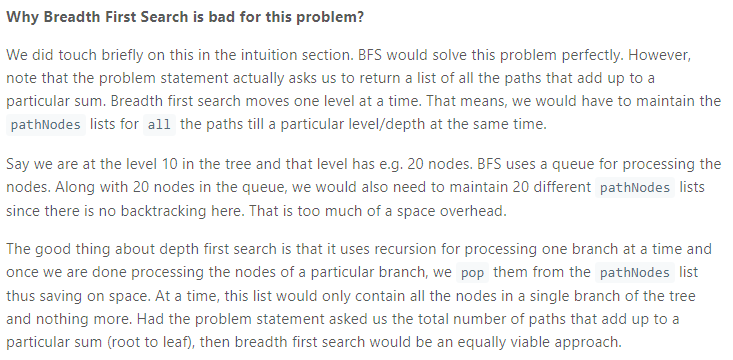 Why Breadth First Search is bad for this problem?
We did touch briefly on this in the intuition section. BFS would solve this problem perfectly. However,
note that the problem statement actually asks us to return a list of all the paths that add up to a
particular sum. Breadth first search moves one level at a time. That means, we would have to maintain the
pathNodes lists for all the paths till a particular level/depth at the same time.
Say we are at the level 10 in the tree and that level has e.g. 20 nodes. BFS uses a queue for processing the
nodes. Along with 20 nodes in the queue, we would also need to maintain 20 different pathNodes lists
since there is no backtracking here. That is too much of a space overhead.
The good thing about depth first search is that it uses recursion for processing one branch at a time and
once we are done processing the nodes of a particular branch, we pop them from the pathNodes list
thus saving on space. At a time, this list would only contain all the nodes in a single branch of the tree
and nothing more. Had the problem statement asked us the total number of paths that add up to a
particular sum (root to leaf), then breadth first search would be an equally viable approach.